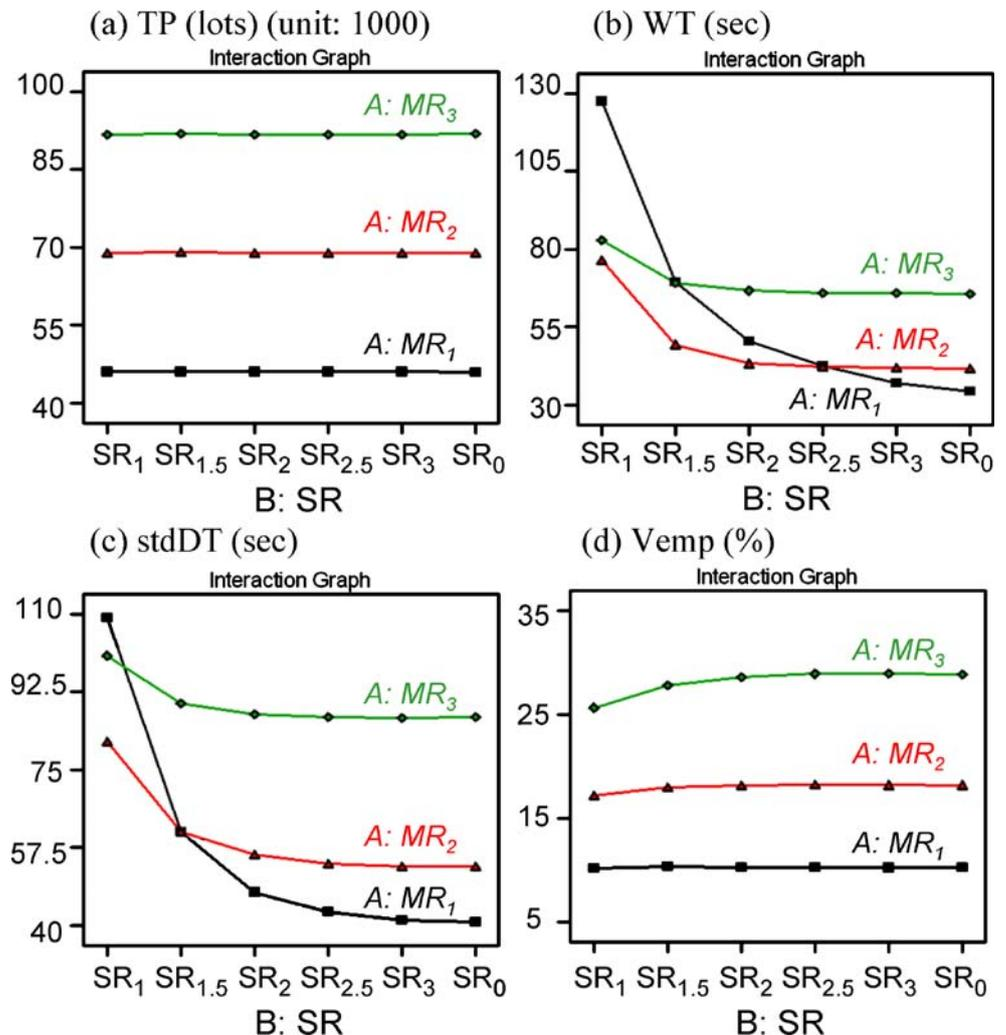 (a) TP (lots) (unit: 1000)
Interaction Graph
100
85
70
55
40
A: MR₃
A: MR₂
A: MR₁
SR₁ SR₁.₅ SR₂ SR₂.₅ SR₃ SR₀
B: SR
(b) WT (sec)
Interaction Graph
130
105
80
55
30
A: MR₃
A: MR₂
A: MR₁
SR₁ SR₁.₅ SR₂ SR₂.₅ SR₃ SR₀
B: SR
(c) stdDT (sec)
Interaction Graph
110
92.5
75
57.5
40
A: MR₃
A: MR₂
A: MR₁
SR₁ SR₁.₅ SR₂ SR₂.₅ SR₃ SR₀
B: SR
(d) Vemp (%)
Interaction Graph
35
25
15
5
A: MR₃
A: MR₂
A: MR₁
SR₁ SR₁.₅ SR₂ SR₂.₅ SR₃ SR₀
B: SR